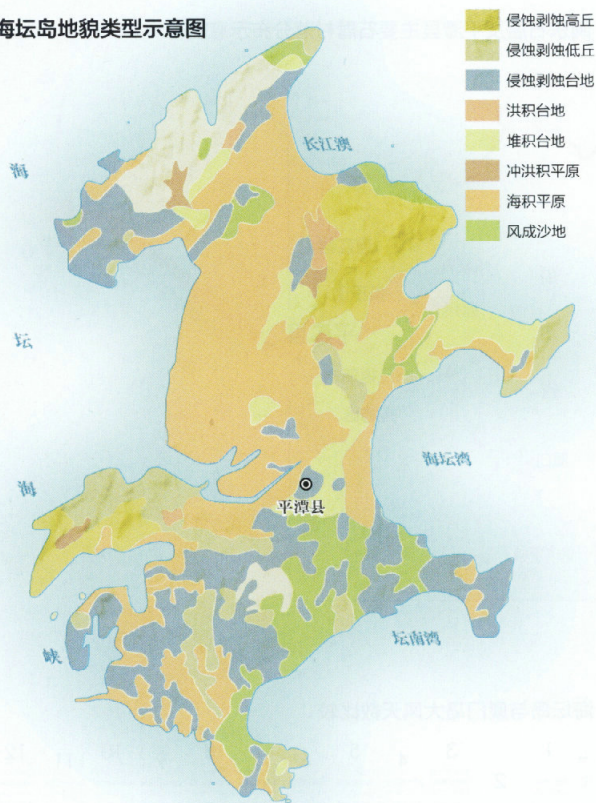 海坛岛地貌类型示意图
侵蚀剥蚀高丘
侵蚀剥蚀低丘
侵蚀剥蚀台地
洪积台地
堆积台地
冲洪积平原
海积平原
风成沙地
长江澳
海
坛
海
峡
海坛湾
平潭县
坛南湾